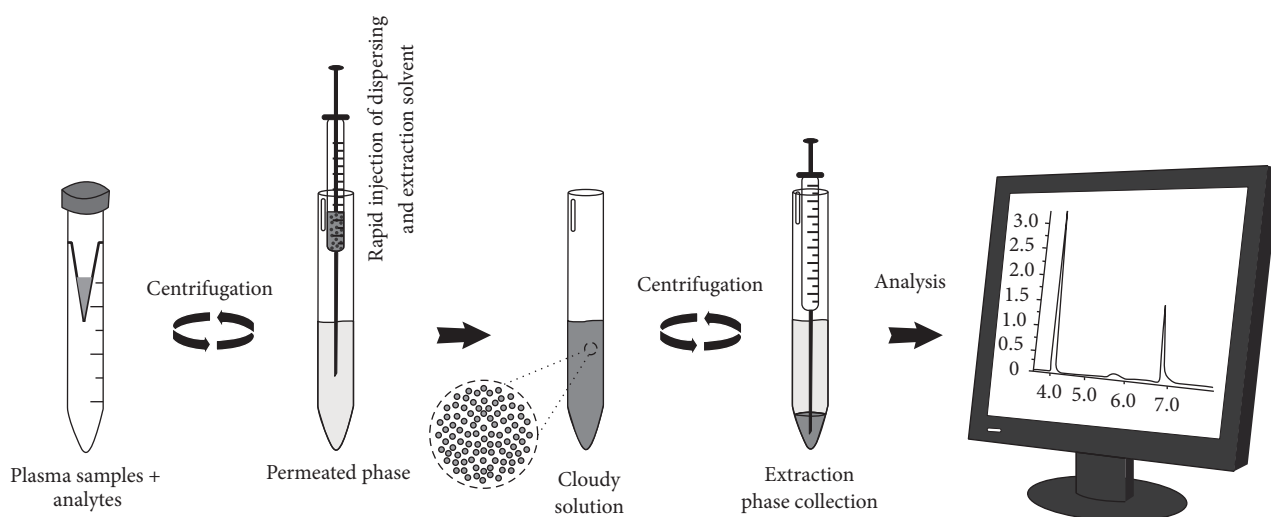 Rapid injection of dispersing
and extraction solvent
Centrifugation
Centrifugation
Analysis
3.0
2.5
2.0
1.5
1.0
0.5
0
4.0
5.0
6.0
7.0
Plasma samples +
analytes
Permeated phase
Cloudy
solution
Extraction
phase collection